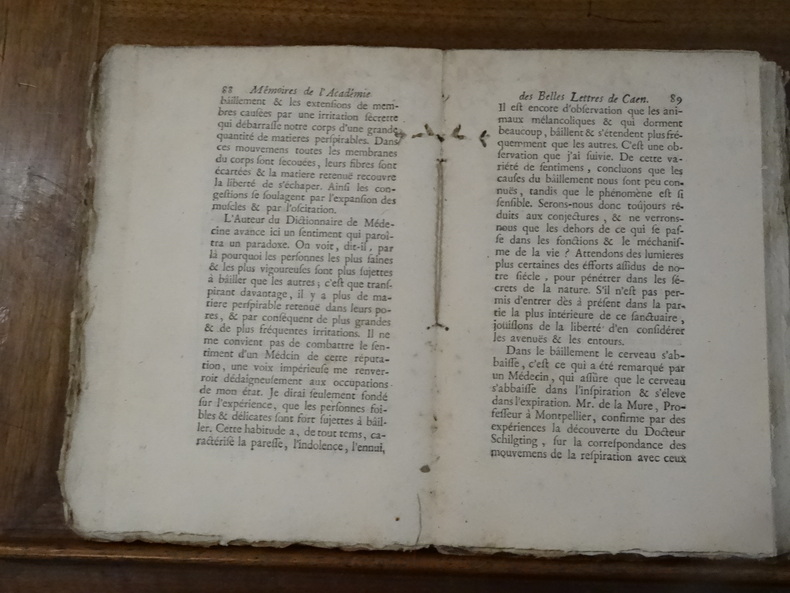 88 Mémoires de l'Académie
bâillement & les extensions de mem-
bres causées par une irritation sécrette
qui débarrasse notre corps d'une grande
quantité de matieres perspirables. Dans
ces mouvemens toutes les membranes
du corps sont secouées, leurs fibres sont
écartées & la matiere retenuë recouvre
la liberté de s'échaper. Ainsi les con-
gestions se soulagent par l'expansion des
muscles & par l'oscitation.
L'Auteur du Dictionnaire de Méde-
cine avance ici un sentiment qui paroî-
tra un paradoxe. On voit, dit-il, par
là pourquoi les personnes les plus saines
& les plus vigoureuses sont plus sujettes
à bâiller que les autres; c'est que trans-
pirant davantage, il y a plus de ma-
tiere perspirable retenuë dans leurs po-
res, & par conséquent de plus grandes
& de plus fréquentes irritations. Il ne
me convient pas de combattre le sen-
timent d'un Médcin de cette réputa-
tion, une voix impérieuse me renver-
roit dédaigneusement aux occupations
de mon état. Je dirai seulement fondé
sur l'expérience, que les personnes foi-
bles & délicates sont fort sujettes à bâil-
ler. Cette habitude a, de tout tems, ca-
ractérisé la paresse, l'indolence, l'ennui,
des Belles Lettres de Caen. 89
Il est encore d'observation que les ani-
maux mélancoliques & qui dorment
beaucoup, bâillent & s'étendent plus fré-
quemment que les autres. C'est une ob-
servation que j'ai suivie. De cette va-
riété de sentimens, concluons que les
causes du bâillement nous sont peu con-
nuës, tandis que le phénomène est si
sensible. Serons-nous donc toûjours ré-
duits aux conjectures, & ne verrons-
nous que les dehors de ce qui se pas-
se dans les fonctions & le méchanis-
me de la vie? Attendons des lumieres
plus certaines des éfforts assidus de no-
tre siécle, pour pénétrer dans les sé-
crets de la nature. S'il n'est pas per-
mis d'entrer dès à présent dans la par-
tie la plus intérieure de ce sanctuaire,
jouissons de la liberté d'en considérer
les avenuës & les entours.
Dans le bâillement le cerveau s'ab-
baisse, c'est ce qui a été remarqué par
un Médecin, qui assûre que le cerveau
s'abbaisse dans l'inspiration & s'éleve
dans l'expiration. Mr. de la Mure, Pro-
fesseur à Montpellier, confirme par des
expériences la découverte du Docteur
Schilgting, sur la correspondance des
mouvemens de la respiration avec ceux